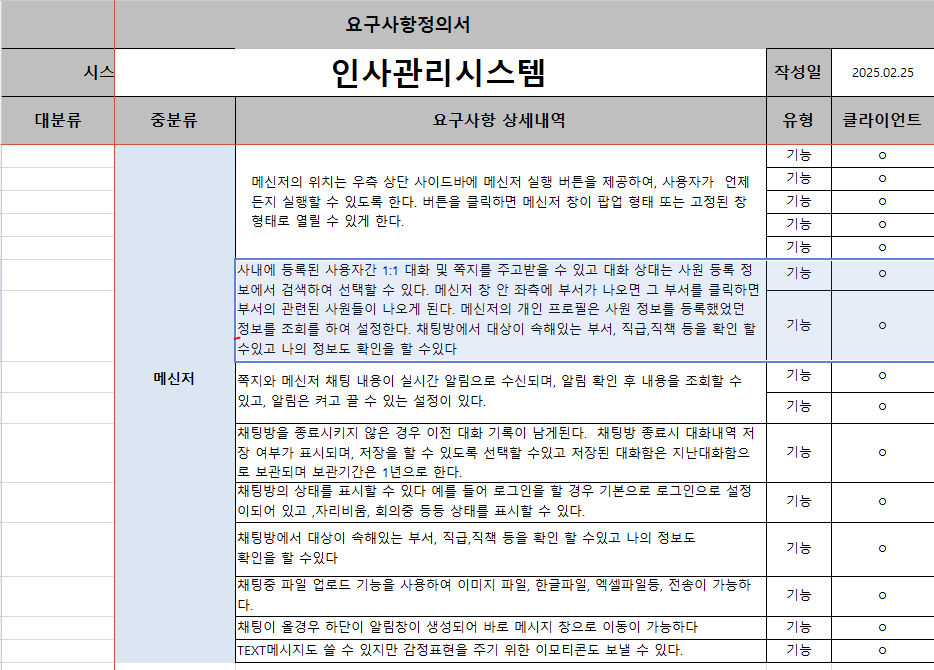 요구사항정의서
시스
인사관리시스템
작성일
2025.02.25
대분류
중분류
요구사항 상세내역
유형
클라이언트
메신저
메신저의 위치는 우측 상단 사이드바에 메신저 실행 버튼을 제공하여, 사용자가 언제
든지 실행할 수 있도록 한다. 버튼을 클릭하면 메신저 창이 팝업 형태 또는 고정된 창
형태로 열릴 수 있게 한다.
기능 ○
기능 ○
기능 ○
기능 ○
기능 ○
사내에 등록된 사용자간 1:1 대화 및 쪽지를 주고받을 수 있고 대화 상대는 사원 등록 정
보에서 검색하여 선택할 수 있다. 메신저 창 안 좌측에 부서가 나오면 그 부서를 클릭하면
부서의 관련된 사원들이 나오게 된다. 메신저의 개인 프로필은 사원 정보를 등록했었던
정보를 조회를 하여 설정한다. 채팅방에서 대상이 속해있는 부서, 직급,직책 등을 확인 할
수있고 나의 정보도 확인을 할 수있다
기능 ○
기능 ○
쪽지와 메신저 채팅 내용이 실시간 알림으로 수신되며, 알림 확인 후 내용을 조회할 수
있고, 알림은 켜고 끌 수 있는 설정이 있다.
기능 ○
기능 ○
채팅방을 종료시키지 않은 경우 이전 대화 기록이 남게된다. 채팅방 종료시 대화내역 저
장 여부가 표시되며, 저장을 할 수 있도록 선택할 수있고 저장된 대화함은 지난대화함으
로 보관되며 보관기간은 1년으로 한다.
기능 ○
채팅방의 상태를 표시할 수 있다 예를 들어 로그인을 할 경우 기본으로 로그인으로 설정
이되어 있고 ,자리비움, 회의중 등등 상태를 표시할 수 있다.
기능 ○
채팅방에서 대상이 속해있는 부서, 직급,직책 등을 확인 할 수있고 나의 정보도
확인을 할 수있다
기능 ○
채팅중 파일 업로드 기능을 사용하여 이미지 파일, 한글파일, 엑셀파일등, 전송이 가능하
다.
기능 ○
채팅이 올경우 하단이 알림창이 생성되어 바로 메시지 창으로 이동이 가능하다
기능 ○
TEXT메시지도 쓸 수 있지만 감정표현을 주기 위한 이모티콘도 보낼 수 있다.
기능 ○